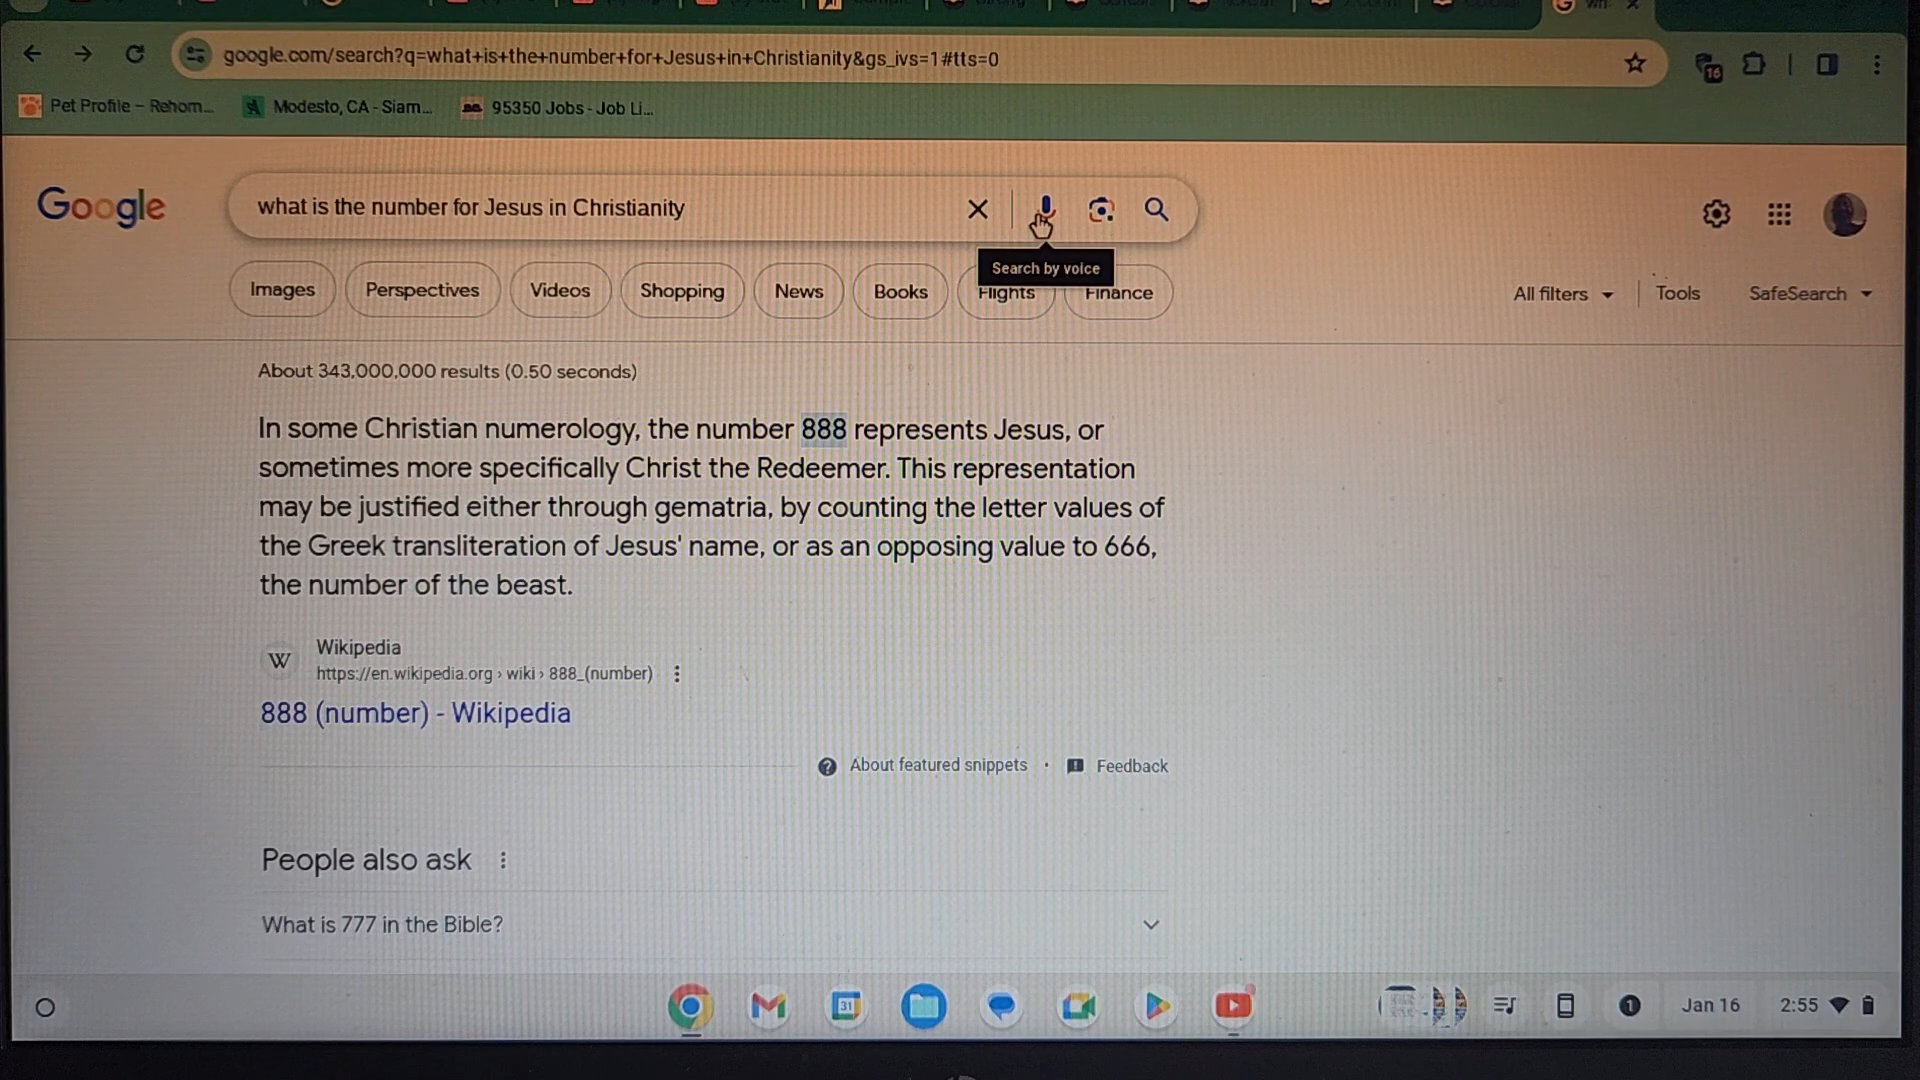 google.com/search?q=what+is+the+number+for+Jesus+in+Christianity&gs_ivs=1#tts=0
16
Pet Profile – Rehom...
Modesto, CA - Siam...
95350 Jobs - Job Li...
Google
what is the number for Jesus in Christianity
Search by voice
Images
Perspectives
Videos
Shopping
News
Books
Flights
Finance
All filters
Tools
SafeSearch
About 343,000,000 results (0.50 seconds)
In some Christian numerology, the number 888 represents Jesus, or
sometimes more specifically Christ the Redeemer. This representation
may be justified either through gematria, by counting the letter values of
the Greek transliteration of Jesus' name, or as an opposing value to 666,
the number of the beast.
W
Wikipedia
https://en.wikipedia.org › wiki › 888_(number)
888 (number) - Wikipedia
About featured snippets • Feedback
People also ask
What is 777 in the Bible?
31
1
Jan 16
2:55